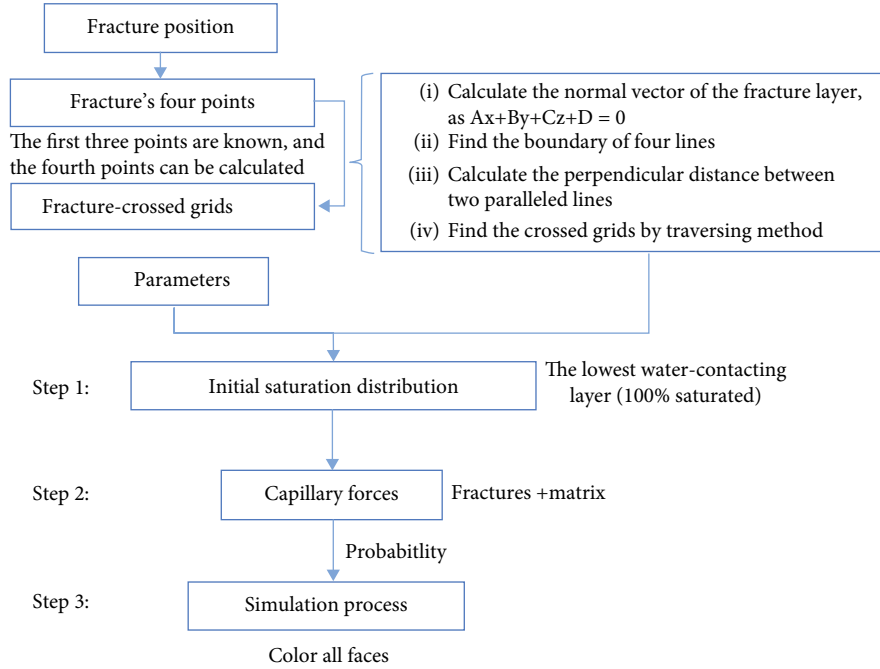 Fracture position
Fracture's four points
The first three points are known, and
the fourth points can be calculated
Fracture-crossed grids
(i) Calculate the normal vector of the fracture layer,
as Ax+By+Cz+D = 0
(ii) Find the boundary of four lines
(iii) Calculate the perpendicular distance between
two paralleled lines
(iv) Find the crossed grids by traversing method
Parameters
Step 1:
Initial saturation distribution
The lowest water-contacting
layer (100% saturated)
Step 2:
Capillary forces
Fractures +matrix
Probabitlity
Step 3:
Simulation process
Color all faces